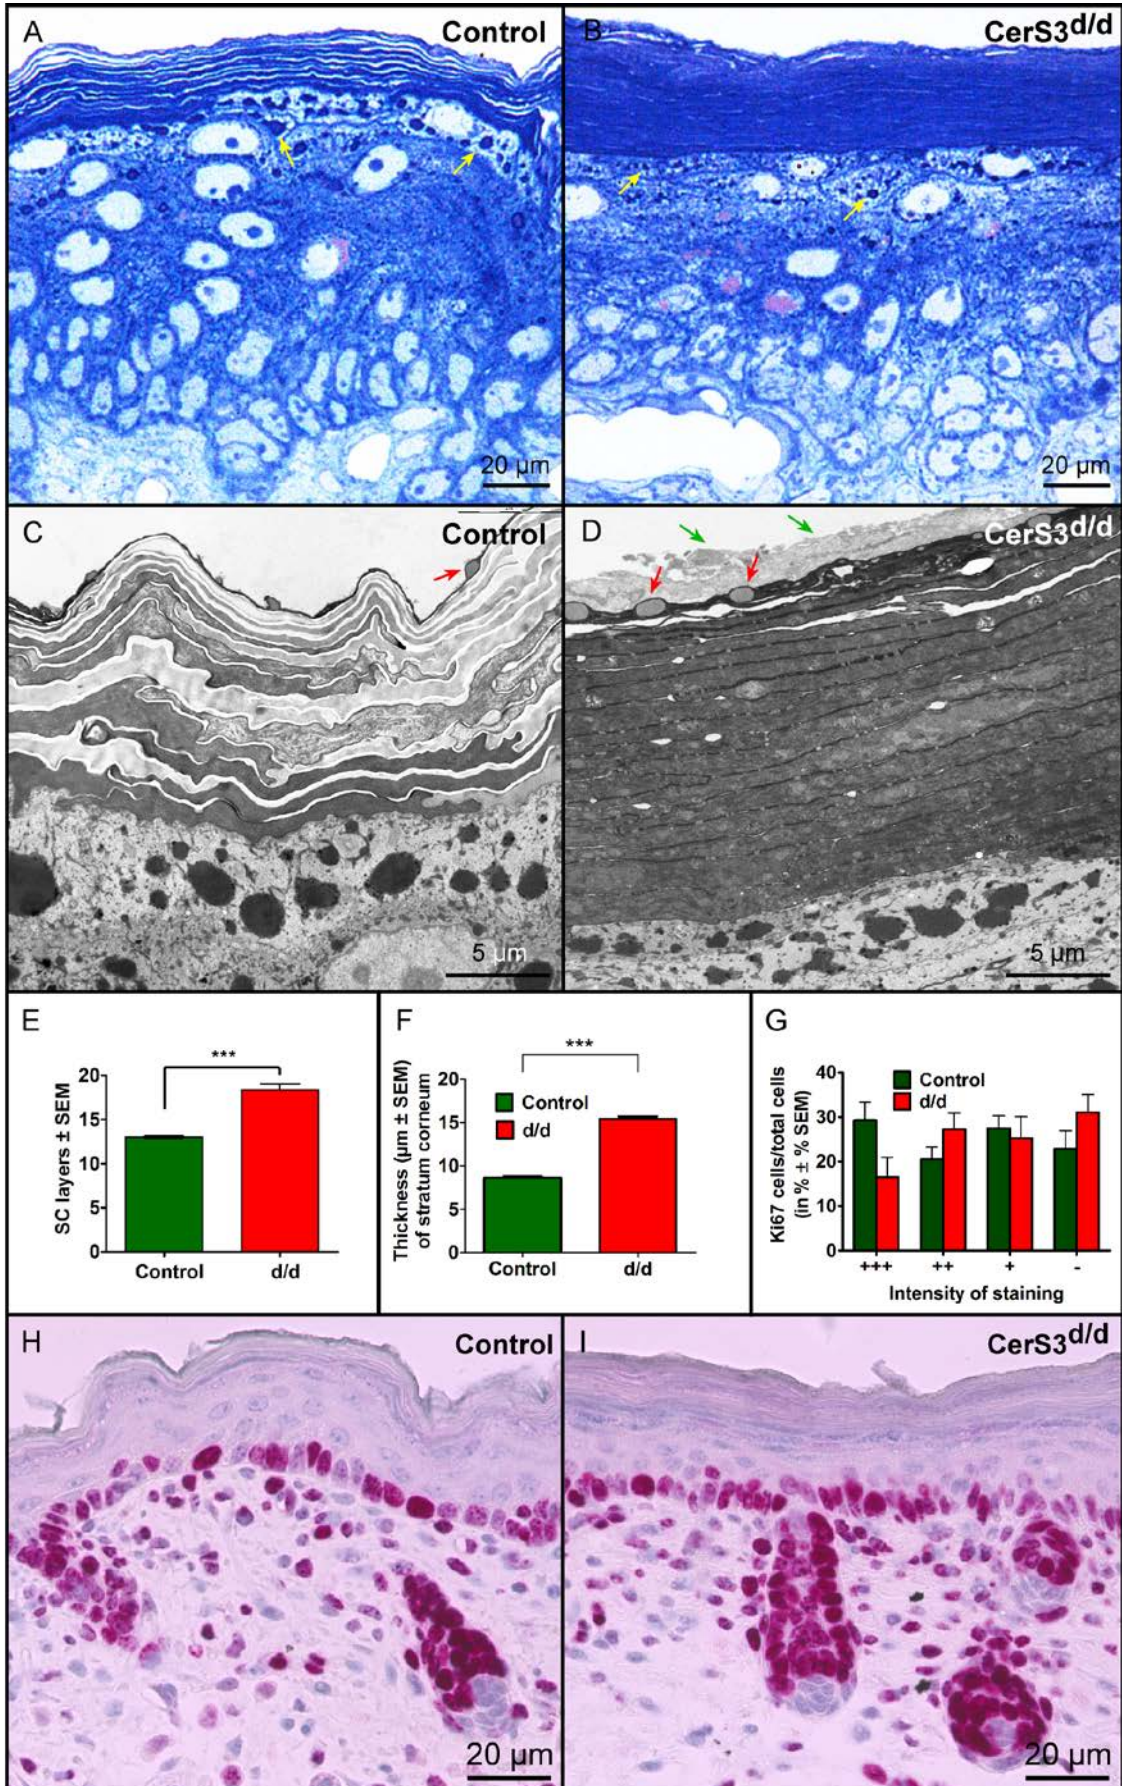 A
Control
B
CerS3d/d
20 µm
20 µm
C
Control
D
CerS3d/d
5 µm
5 µm
E
***
SC layers ± SEM
20
15
10
5
0
Control
d/d
F
***
Thickness (µm ± SEM)
of stratum corneum
20
15
10
5
0
Control
d/d
Control
d/d
G
Ki67 cells/total cells
(in % ± % SEM)
40
30
20
10
0
Control
d/d
+++
++
+
-
Intensity of staining
H
Control
I
CerS3d/d
20 µm
20 µm